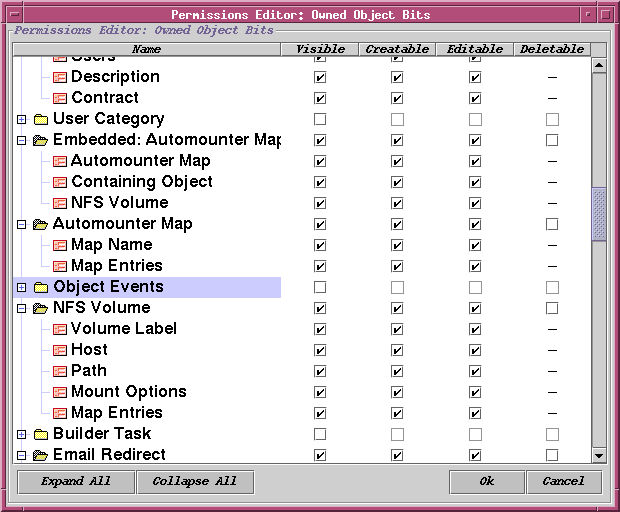 Permissions Editor: Owned Object Bits
Permissions Editor: Owned Object Bits
Name Visible Creatable Editable Deletable
Users
Description
Contract
User Category
Embedded: Automounter Map
Automounter Map
Containing Object
NFS Volume
Automounter Map
Map Name
Map Entries
Object Events
NFS Volume
Volume Label
Host
Path
Mount Options
Map Entries
Builder Task
Email Redirect
Expand All Collapse All Ok Cancel